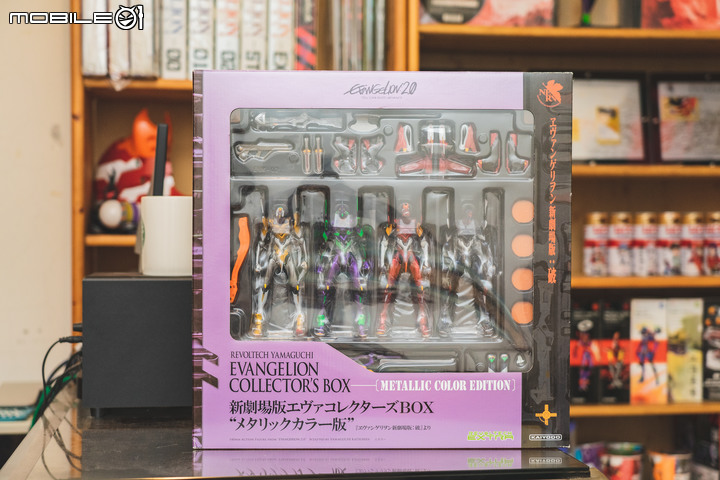 MOBILE01
EVANGELION 2.0
NERV
ヱヴァンゲリヲン新劇場版：破
REVOLTECH YAMAGUCHI
EVANGELION
COLLECTOR'S BOX
METALLIC COLOR EDITION
新劇場版エヴァコレクターズBOX
“メタリックカラー版”
「ヱヴァンゲリヲン新劇場版：破」より
KAIYODO